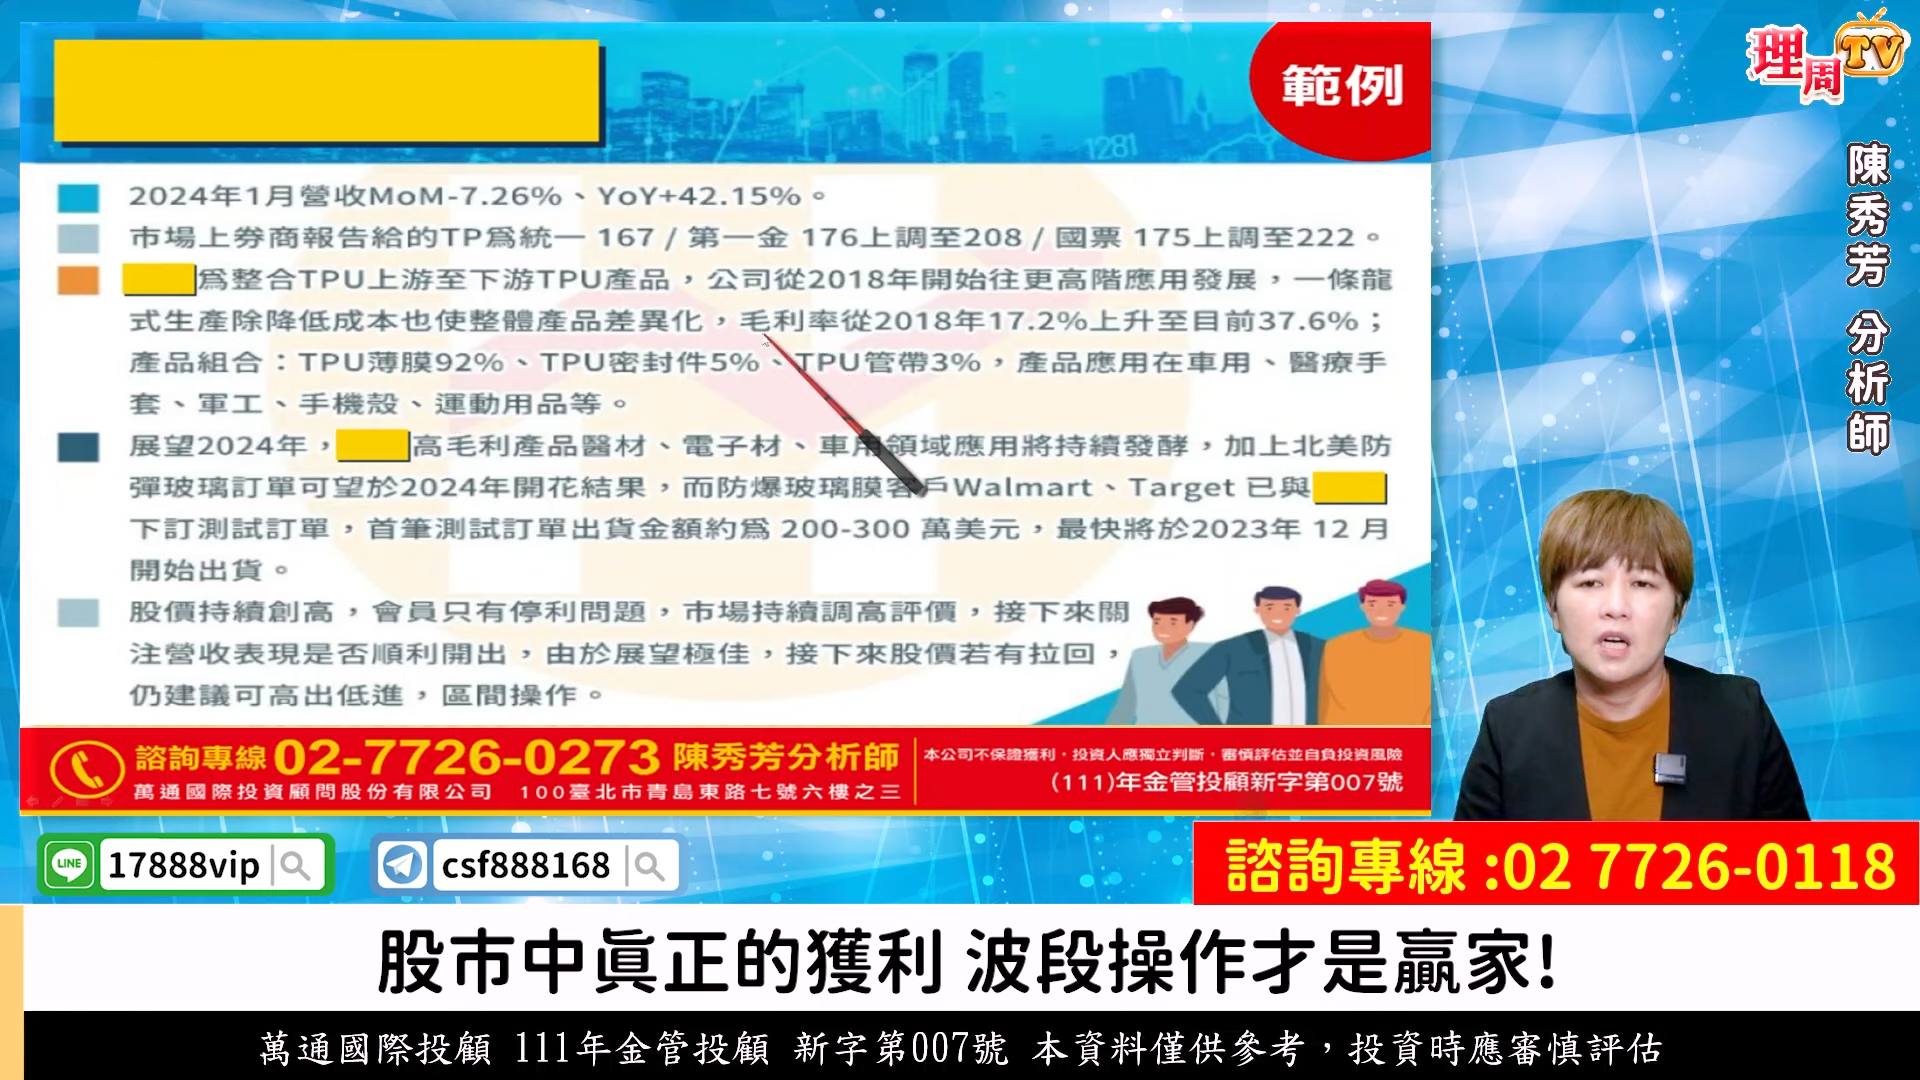 理周TV
陳秀芳 分析師
範例
1281
2024年1月營收MoM-7.26%、YoY+42.15%。
市場上券商報告給的TP為統一 167 / 第一金 176上調至208 / 國票 175上調至222。
為整合TPU上游至下游TPU產品，公司從2018年開始往更高階應用發展，一條龍
式生產除降低成本也使整體產品差異化，毛利率從2018年17.2%上升至目前37.6%；
產品組合：TPU薄膜92%、TPU密封件5%、TPU管帶3%，產品應用在車用、醫療手
套、軍工、手機殼、運動用品等。
展望2024年，高毛利產品醫材、電子材、車用領域應用將持續發酵，加上北美防
彈玻璃訂單可望於2024年開花結果，而防爆玻璃膜客戶Walmart、Target 已與
下訂測試訂單，首筆測試訂單出貨金額約為 200-300 萬美元，最快將於2023年 12 月
開始出貨。
股價持續創高，會員只有停利問題，市場持續調高評價，接下來關
注營收表現是否順利開出，由於展望極佳，接下來股價若有拉回，
仍建議可高出低進，區間操作。
諮詢專線 02-7726-0273 陳秀芳分析師
萬通國際投資顧問股份有限公司 100臺北市青島東路七號六樓之三
本公司不保證獲利，投資人應獨立判斷，審慎評估並自負投資風險
(111)年金管投顧新字第007號
LINE 17888vip
csf888168
諮詢專線 :02 7726-0118
股市中真正的獲利 波段操作才是贏家!
萬通國際投顧 111年金管投顧 新字第007號 本資料僅供參考，投資時應審慎評估